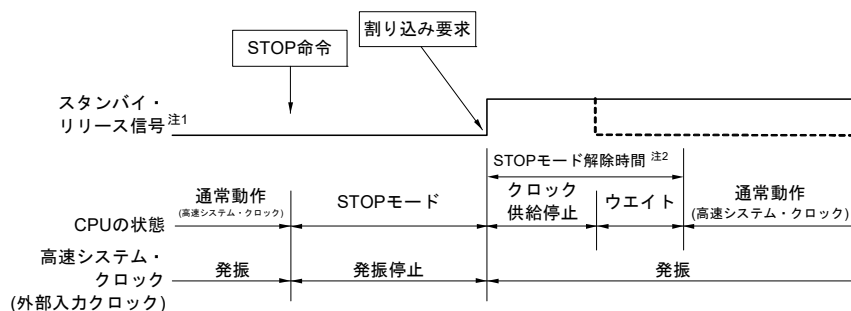 STOP命令
割り込み要求
スタンバイ・
リリース信号注1
STOPモード解除時間 注2
CPUの状態
通常動作
(高速システム・クロック)
STOPモード
クロック
供給停止
ウエイト
通常動作
(高速システム・クロック)
高速システム・
クロック
(外部入力クロック)
発振
発振停止
発振